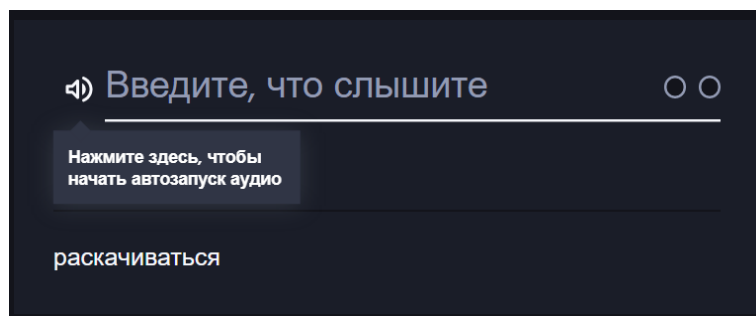 Введите, что слышите
Нажмите здесь, чтобы
начать автозапуск аудио
раскачиваться